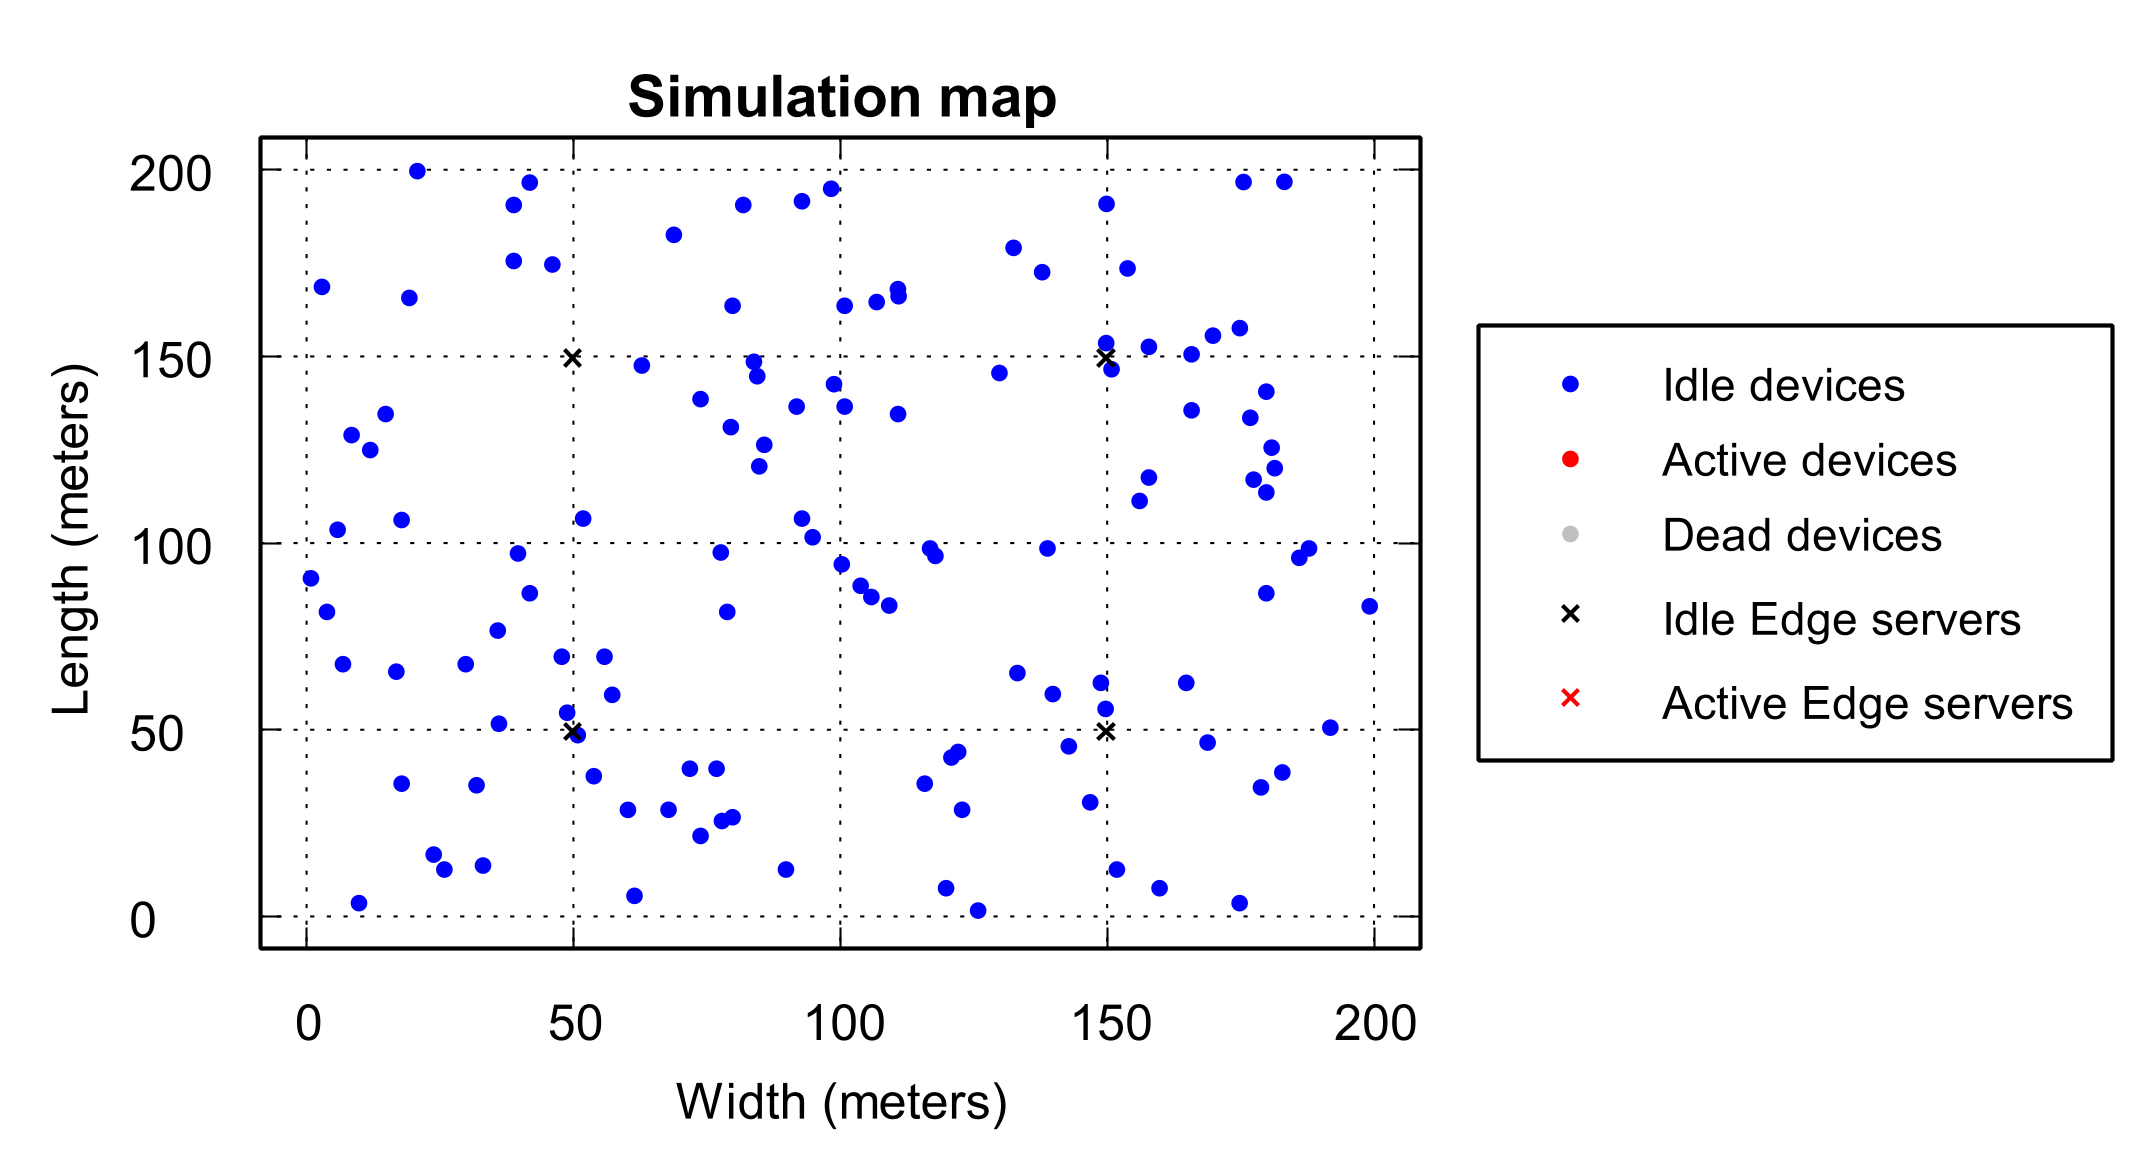 Simulation map
Length (meters)
200
150
100
50
0
0 50 100 150 200
Width (meters)
Idle devices
Active devices
Dead devices
Idle Edge servers
Active Edge servers